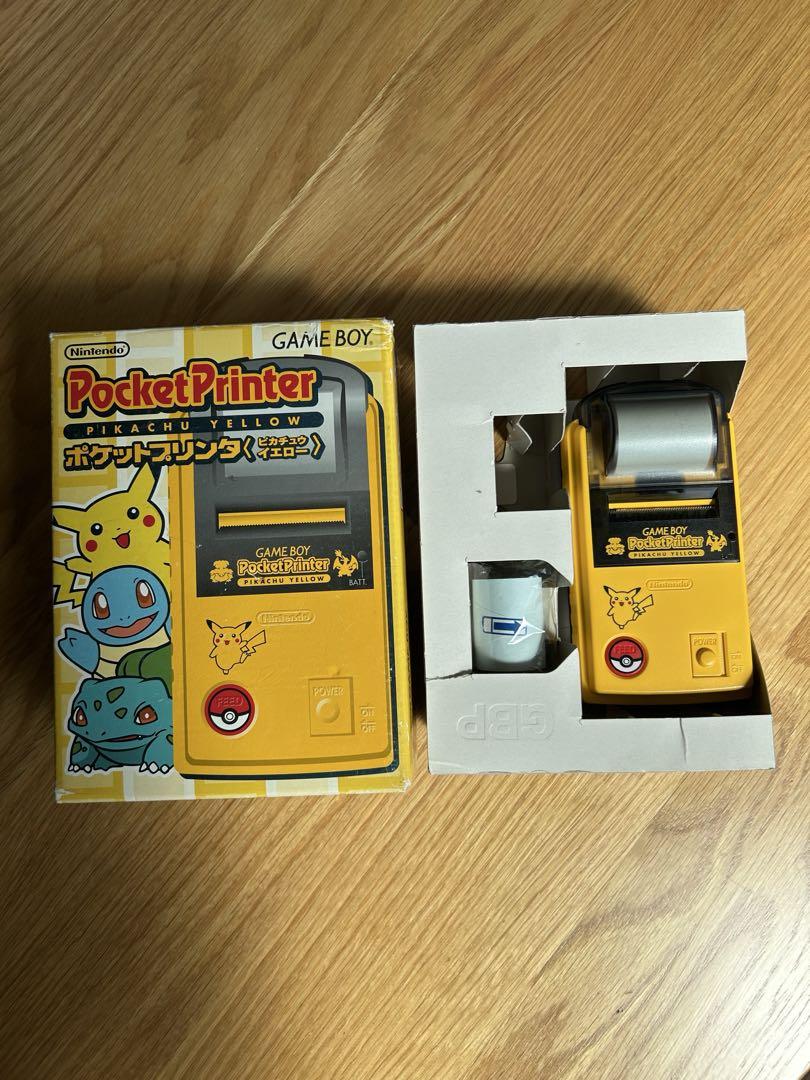 Nintendo
GAME BOY
PocketPrinter
PIKACHU YELLOW
ポケットプリンタ〈ピカチュウイエロー〉
GAME BOY
PocketPrinter
PIKACHU YELLOW
BATT.
Nintendo
FEED
POWER
ON
OFF
GAME BOY
PocketPrinter
PIKACHU YELLOW
Nintendo
FEED
POWER
ON
OFF
GBP